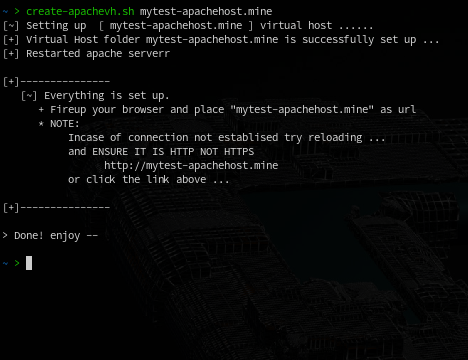 ~ > create-apachevh.sh mytest-apachehost.mine
[~] Setting up  [ mytest-apachehost.mine ] virtual host ......
[+] Virtual Host folder mytest-apachehost.mine is successfully set up ...
[+] Restarted apache serverr
[+]---------------
[~] Everything is set up.
+ Fireup your browser and place "mytest-apachehost.mine" as url
* NOTE:
Incase of connection not establised try reloading ...
and ENSURE IT IS HTTP NOT HTTPS
http://mytest-apachehost.mine
or click the link above ...
[+]---------------
> Done! enjoy --
~ >